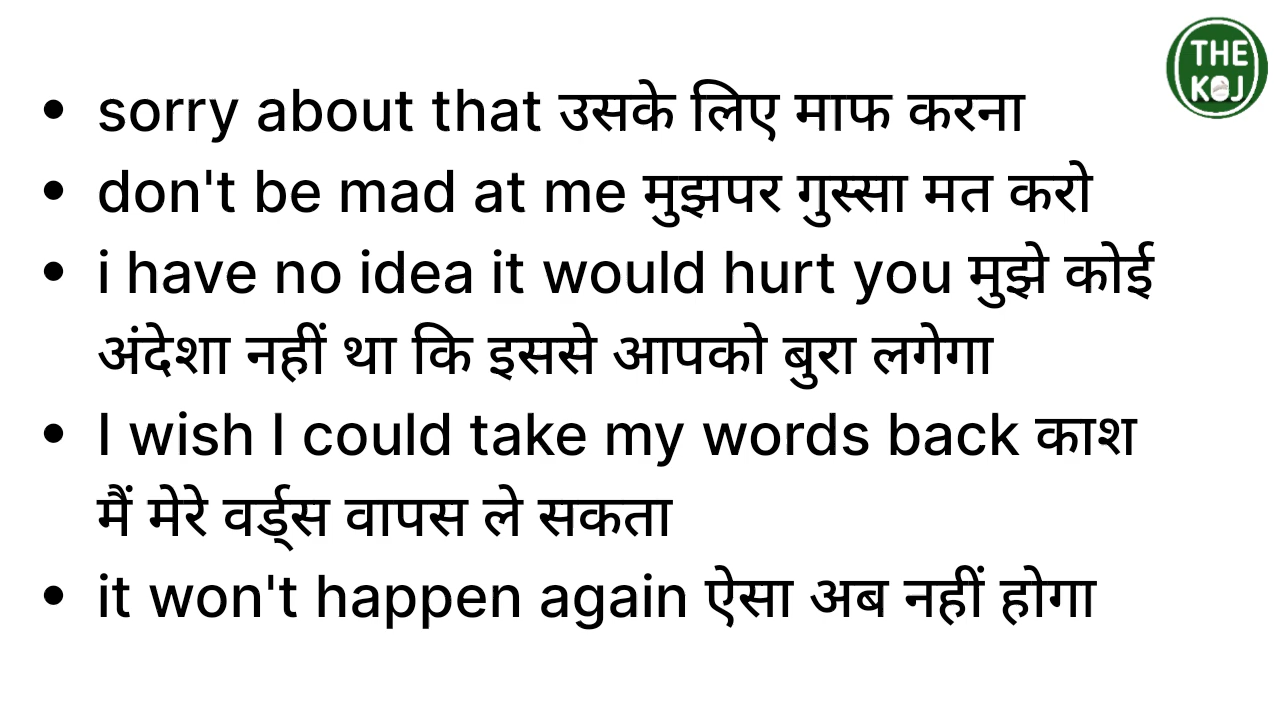 THE
KOJ
• sorry about that उसके लिए माफ करना
• don't be mad at me मुझपर गुस्सा मत करो
• i have no idea it would hurt you मुझे कोई
अंदेशा नहीं था कि इससे आपको बुरा लगेगा
• I wish I could take my words back काश
मैं मेरे वर्ड्स वापस ले सकता
• it won't happen again ऐसा अब नहीं होगा